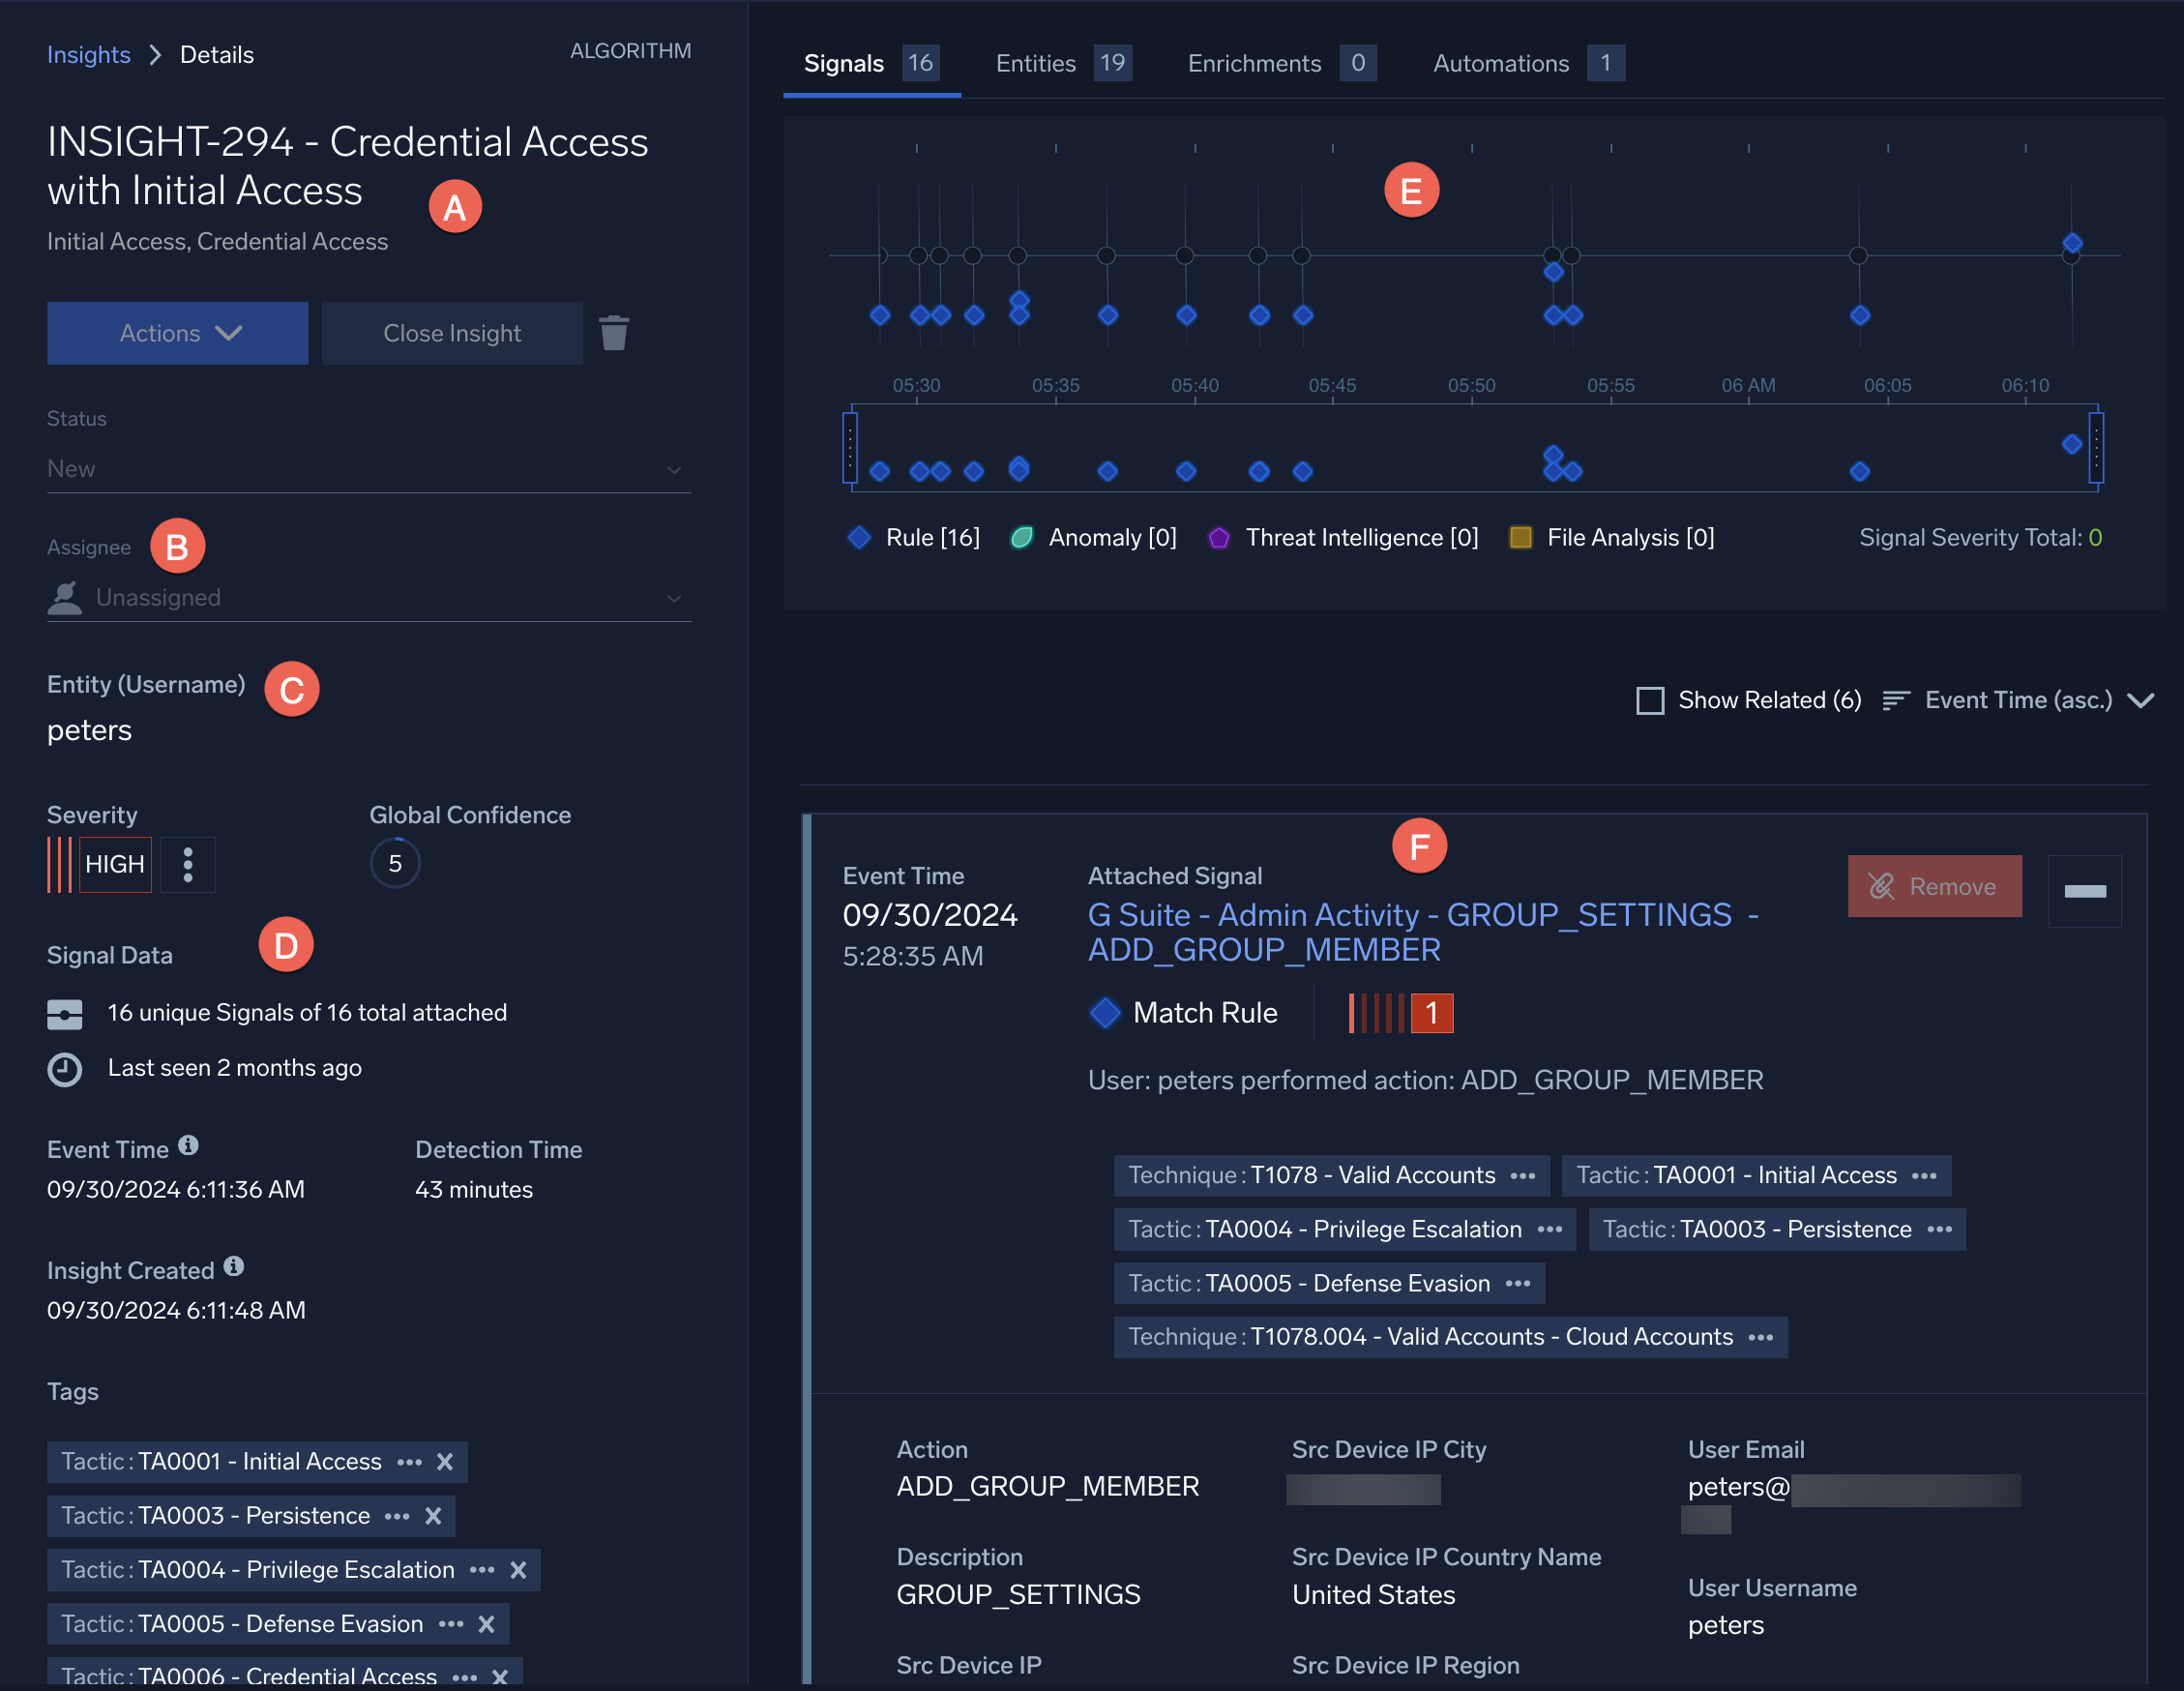 Insights > Details
ALGORITHM
INSIGHT-294 - Credential Access
with Initial Access
A
Initial Access, Credential Access
Actions
Close Insight
Status
New
Assignee
B
Unassigned
Entity (Username)
C
peters
Severity
Global Confidence
HIGH
5
Signal Data
D
16 unique Signals of 16 total attached
Last seen 2 months ago
Event Time
Detection Time
09/30/2024 6:11:36 AM
43 minutes
Insight Created
09/30/2024 6:11:48 AM
Tags
Tactic: TA0001 - Initial Access ••• X
Tactic: TA0003 - Persistence ••• X
Tactic: TA0004 - Privilege Escalation ••• X
Tactic: TA0005 - Defense Evasion ••• X
Tactic: TA0006 - Credential Access ••• X
Signals 16
Entities 19
Enrichments 0
Automations 1
E
05:30 05:35 05:40 05:45 05:50 05:55 06 AM 06:05 06:10
Rule [16] Anomaly [0] Threat Intelligence [0] File Analysis [0]
Signal Severity Total: 0
Show Related (6)
Event Time (asc.)
F
Event Time
09/30/2024
5:28:35 AM
Attached Signal
G Suite - Admin Activity - GROUP_SETTINGS -
ADD_GROUP_MEMBER
Remove
Match Rule
1
User: peters performed action: ADD_GROUP_MEMBER
Technique: T1078 - Valid Accounts •••
Tactic: TA0001 - Initial Access •••
Tactic: TA0004 - Privilege Escalation •••
Tactic: TA0003 - Persistence •••
Tactic: TA0005 - Defense Evasion •••
Technique: T1078.004 - Valid Accounts - Cloud Accounts •••
Action
ADD_GROUP_MEMBER
Src Device IP City
User Email
peters@
Description
GROUP_SETTINGS
Src Device IP Country Name
United States
User Username
peters
Src Device IP
Src Device IP Region